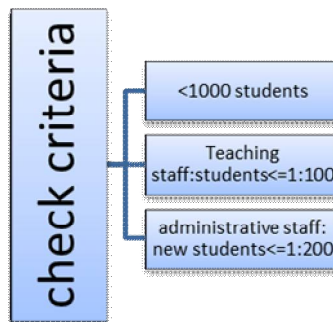 check criteria
<1000 students
Teaching
staff:students<=1:100
administrative staff:
new students<=1:200